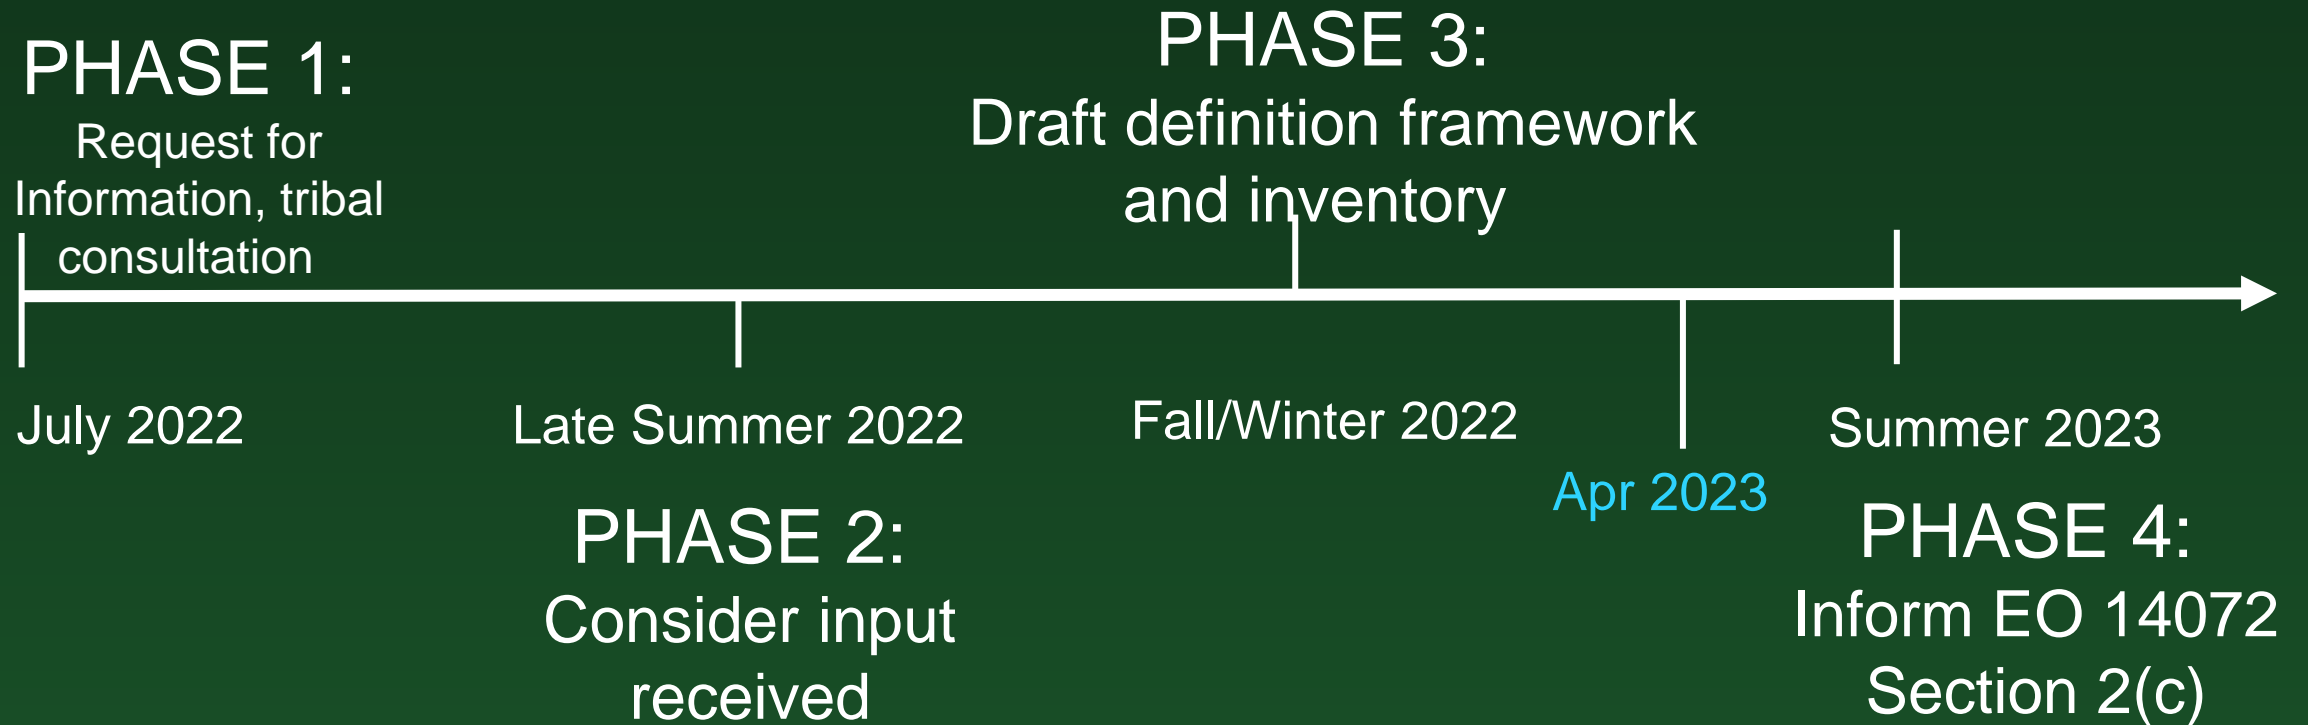 PHASE 1:
Request for
Information, tribal
consultation
PHASE 3:
Draft definition framework
and inventory
July 2022
Late Summer 2022
Fall/Winter 2022
Apr 2023
Summer 2023
PHASE 2:
Consider input
received
PHASE 4:
Inform EO 14072
Section 2(c)